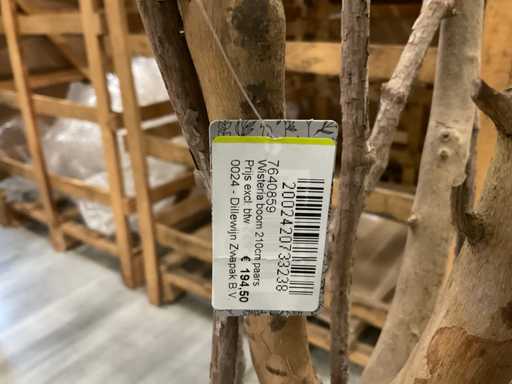 2002420733238
7640859
Wisteria boom 210cm paars
Prijs excl. btw € 194,50
0024 - Dillewijn Zwapak B.V.